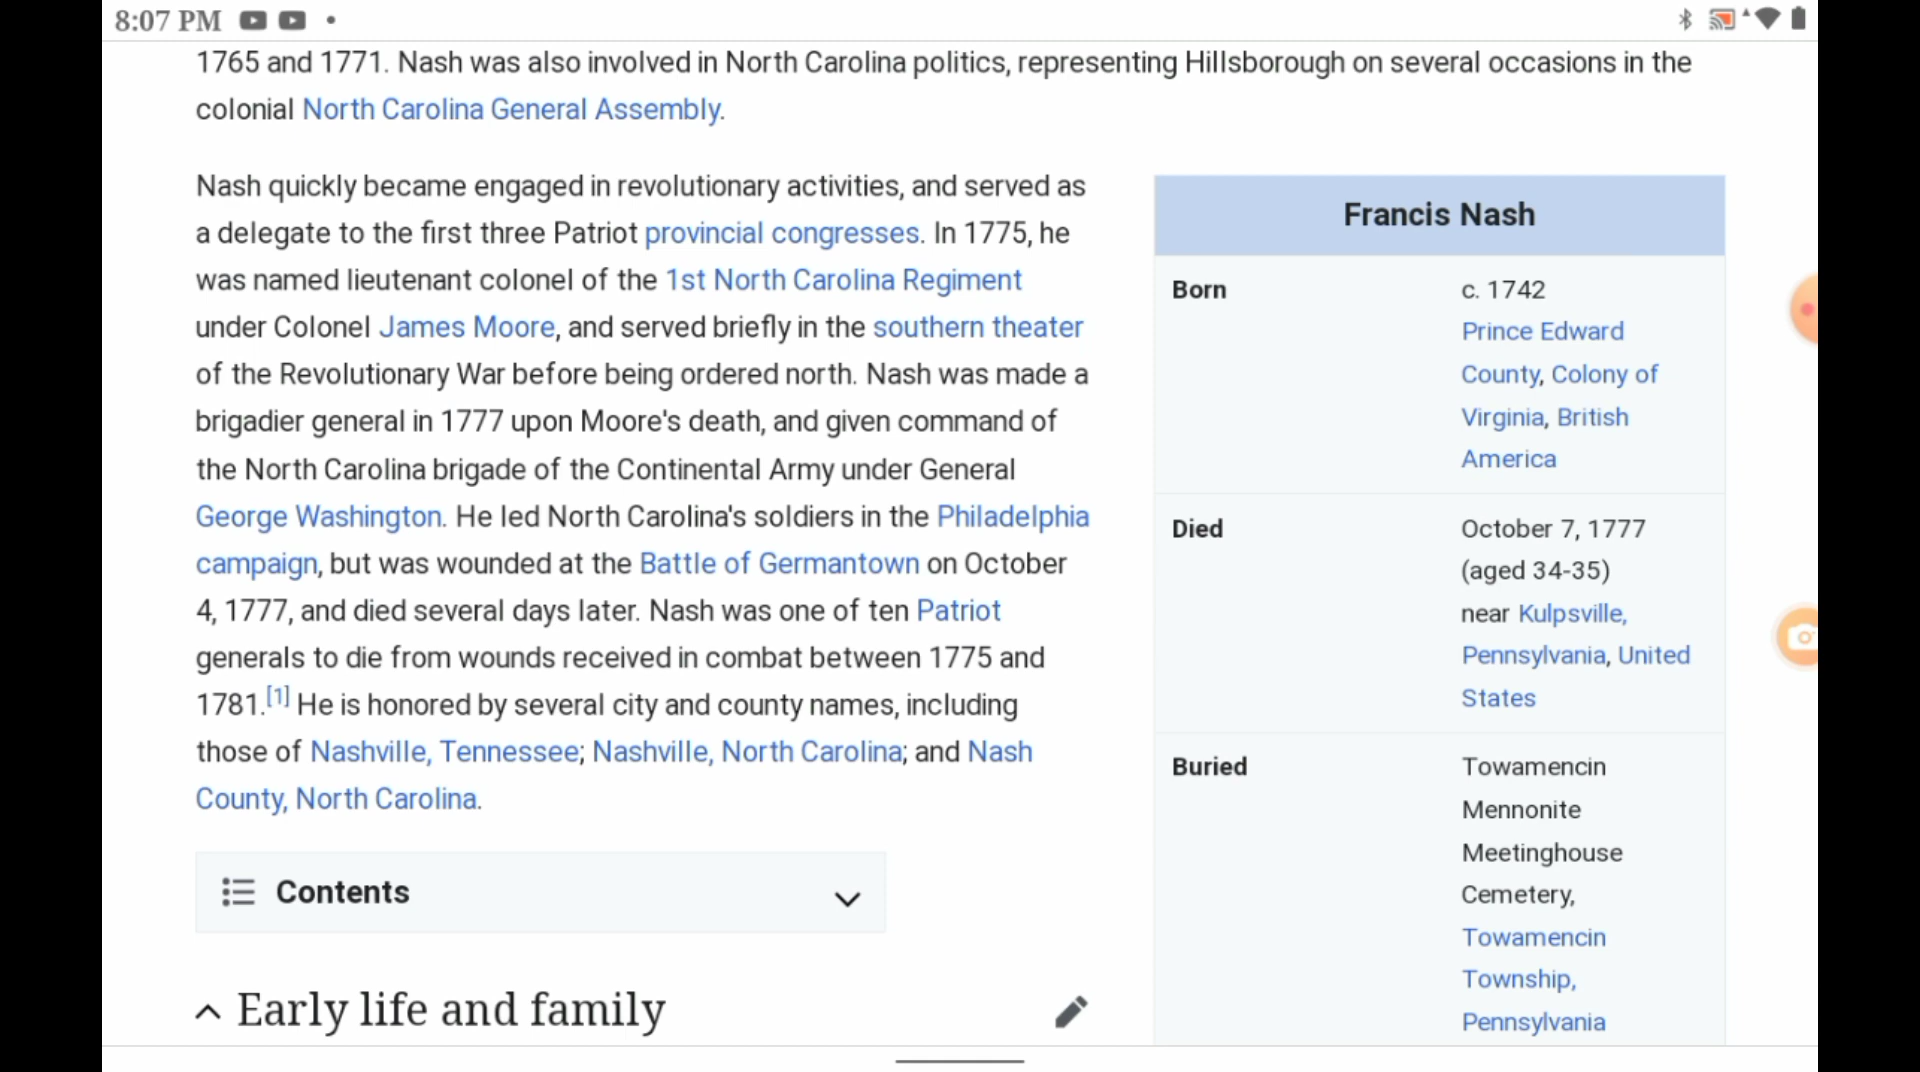 8:07 PM
1765 and 1771. Nash was also involved in North Carolina politics, representing Hillsborough on several occasions in the
colonial North Carolina General Assembly.
Nash quickly became engaged in revolutionary activities, and served as
a delegate to the first three Patriot provincial congresses. In 1775, he
was named lieutenant colonel of the 1st North Carolina Regiment
under Colonel James Moore, and served briefly in the southern theater
of the Revolutionary War before being ordered north. Nash was made a
brigadier general in 1777 upon Moore's death, and given command of
the North Carolina brigade of the Continental Army under General
George Washington. He led North Carolina's soldiers in the Philadelphia
campaign, but was wounded at the Battle of Germantown on October
4, 1777, and died several days later. Nash was one of ten Patriot
generals to die from wounds received in combat between 1775 and
1781.[1] He is honored by several city and county names, including
those of Nashville, Tennessee; Nashville, North Carolina; and Nash
County, North Carolina.
Contents
Early life and family
Francis Nash
Born
c. 1742
Prince Edward
County, Colony of
Virginia, British
America
Died
October 7, 1777
(aged 34-35)
near Kulpsville,
Pennsylvania, United
States
Buried
Towamencin
Mennonite
Meetinghouse
Cemetery,
Towamencin
Township,
Pennsylvania